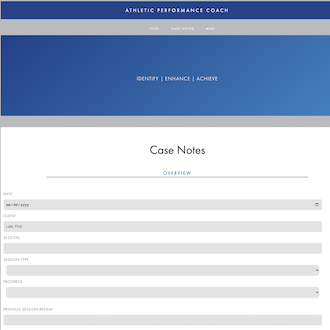 ATHLETIC PERFORMANCE COACH
TEAM CASE NOTES MISC
IDENTIFY | ENHANCE | ACHIEVE
Case Notes
OVERVIEW
DATE
mm/dd/yyyy
CLIENT
Last, First
SESSION
SESSION TYPE
PROGRESS
PREVIOUS SESSION REVIEW